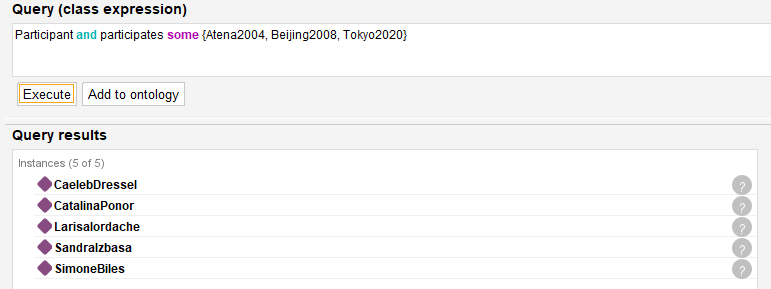 Query (class expression)
Participant and participates some {Atena2004, Beijing2008, Tokyo2020}
Execute
Add to ontology
Query results
Instances (5 of 5)
CaelebDressel
?
CatalinaPonor
?
LarisaIordache
?
SandraIzbasa
?
SimoneBiles
?